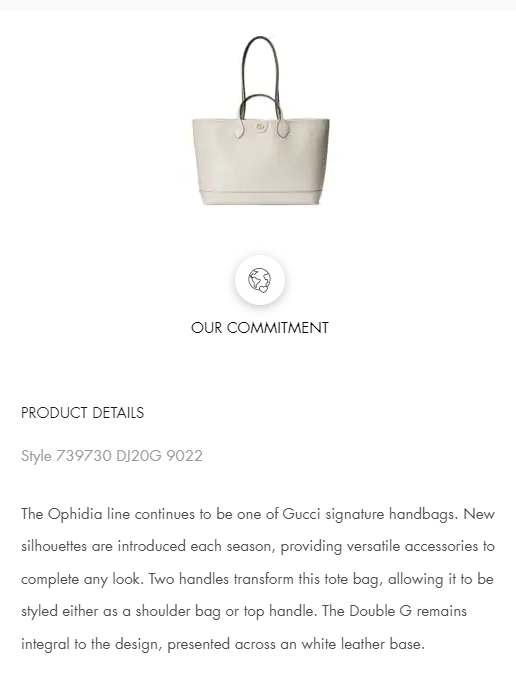 OUR COMMITMENT
PRODUCT DETAILS
Style 739730 DJ20G 9022
The Ophidia line continues to be one of Gucci signature handbags. New
silhouettes are introduced each season, providing versatile accessories to
complete any look. Two handles transform this tote bag, allowing it to be
styled either as a shoulder bag or top handle. The Double G remains
integral to the design, presented across an white leather base.